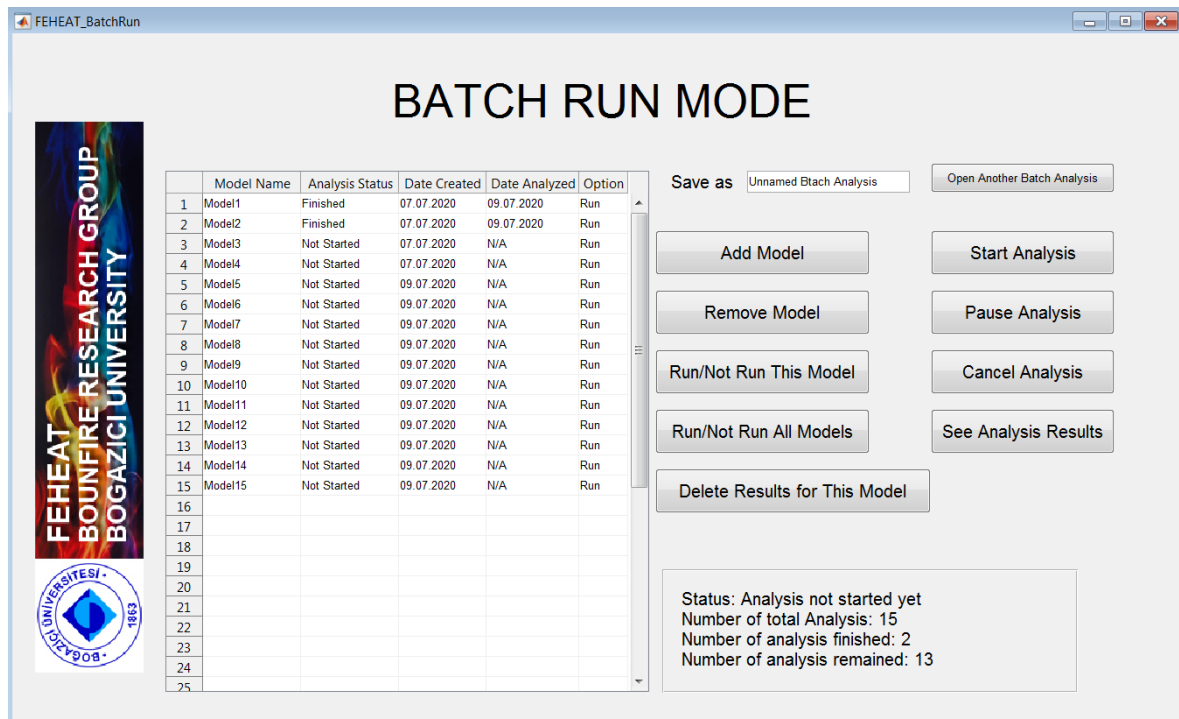 FEHEAT_BatchRun
BATCH RUN MODE
FEHEAT
BOUNFIRE RESEARCH GROUP
BOGAZICI UNIVERSITY
BOĞAZİÇİ ÜNİVERSİTESİ
1863
Model Name Analysis Status Date Created Date Analyzed Option
1 Model1 Finished 07.07.2020 09.07.2020 Run
2 Model2 Finished 07.07.2020 09.07.2020 Run
3 Model3 Not Started 07.07.2020 N/A Run
4 Model4 Not Started 07.07.2020 N/A Run
5 Model5 Not Started 09.07.2020 N/A Run
6 Model6 Not Started 09.07.2020 N/A Run
7 Model7 Not Started 09.07.2020 N/A Run
8 Model8 Not Started 09.07.2020 N/A Run
9 Model9 Not Started 09.07.2020 N/A Run
10 Model10 Not Started 09.07.2020 N/A Run
11 Model11 Not Started 09.07.2020 N/A Run
12 Model12 Not Started 09.07.2020 N/A Run
13 Model13 Not Started 09.07.2020 N/A Run
14 Model14 Not Started 09.07.2020 N/A Run
15 Model15 Not Started 09.07.2020 N/A Run
16
17
18
19
20
21
22
23
24
25
Save as Unnamed Btach Analysis Open Another Batch Analysis
Add Model Start Analysis
Remove Model Pause Analysis
Run/Not Run This Model Cancel Analysis
Run/Not Run All Models See Analysis Results
Delete Results for This Model
Status: Analysis not started yet
Number of total Analysis: 15
Number of analysis finished: 2
Number of analysis remained: 13